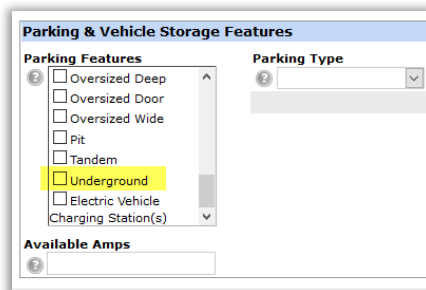 Parking & Vehicle Storage Features
Parking Features
Parking Type
?
?
Oversized Deep
Oversized Door
Oversized Wide
Pit
Tandem
Underground
Electric Vehicle
Charging Station(s)
Available Amps
?